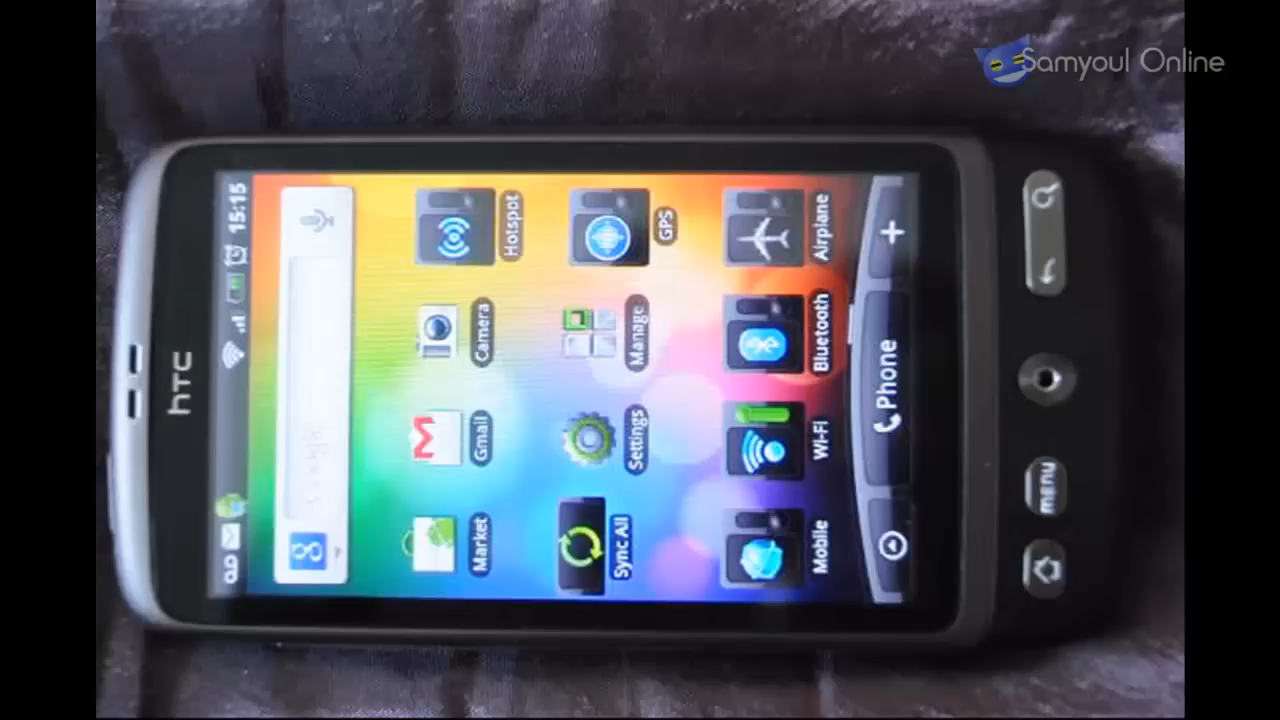 Samyoul Online
hTC
15:15
Google
Market
Gmail
Camera
Hotspot
Sync All
Settings
Manage
GPS
Mobile
Wi-Fi
Bluetooth
Airplane
Phone
menu